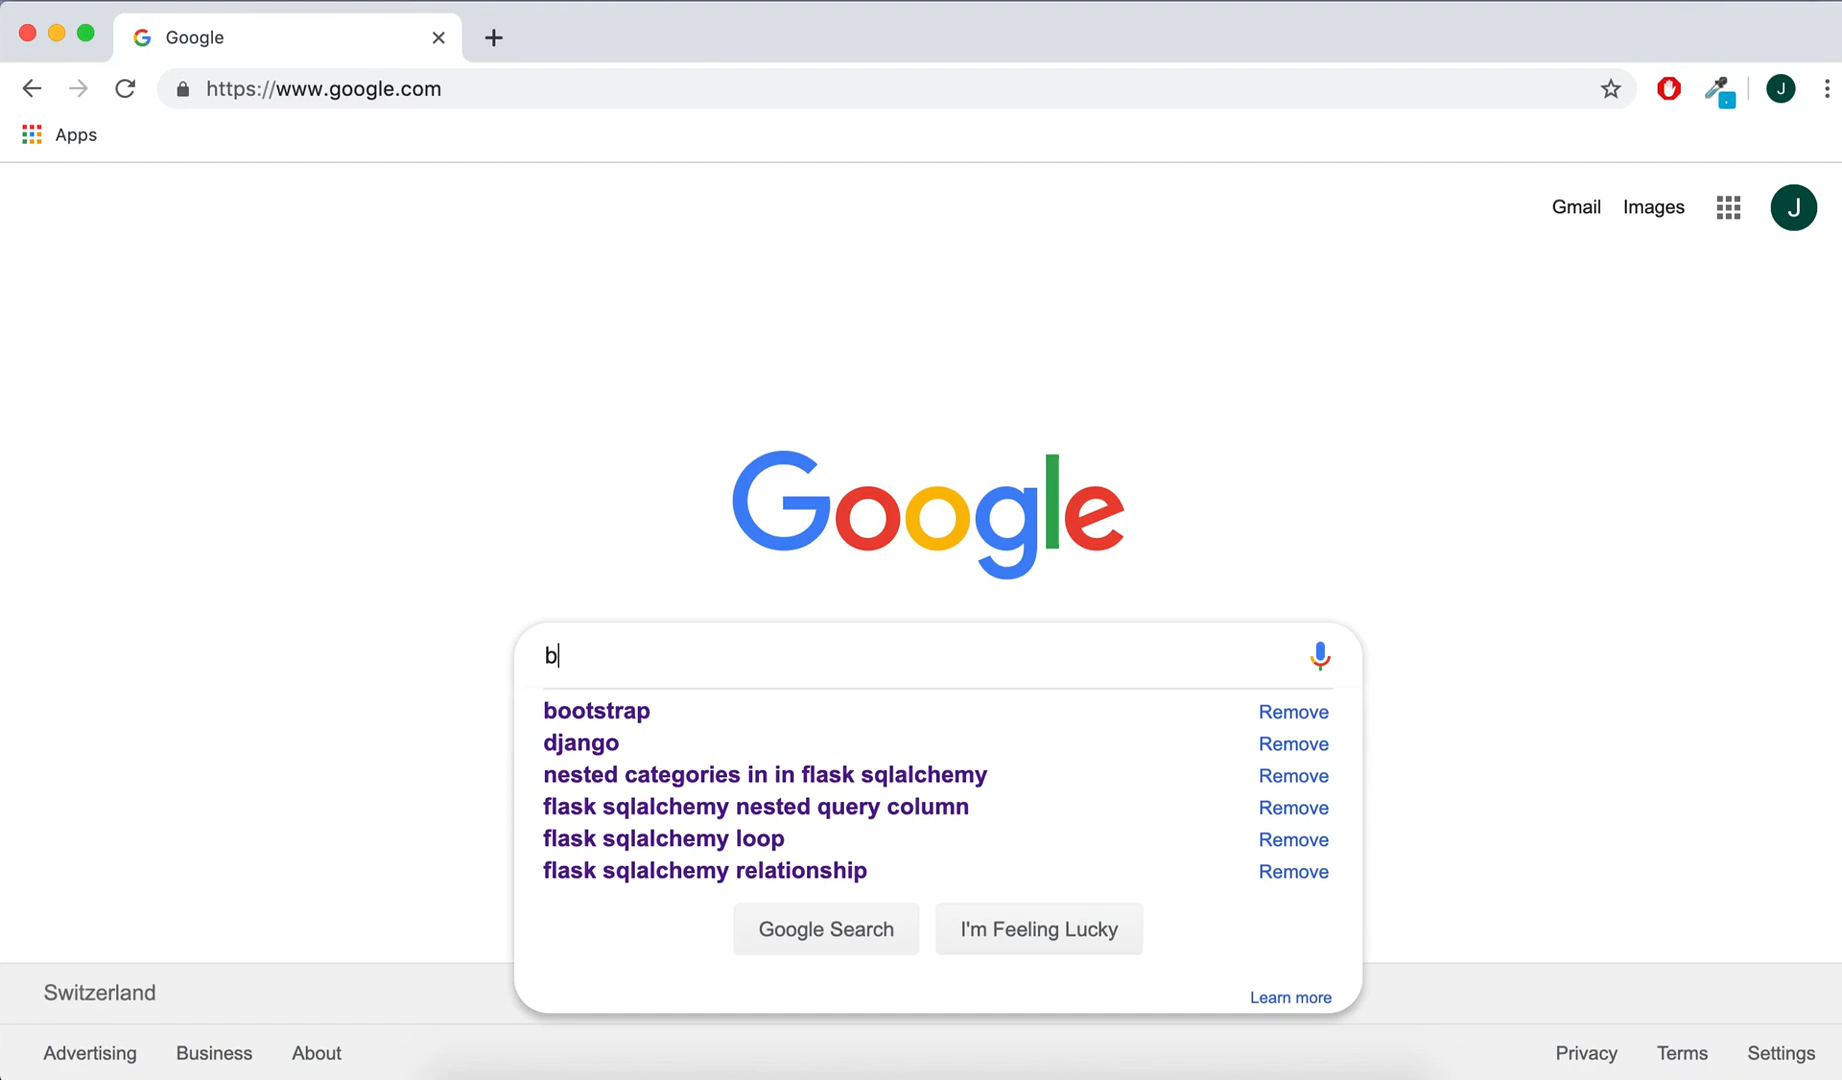 Google
https://www.google.com
J
Apps
Gmail Images J
Google
b
bootstrap Remove
django Remove
nested categories in in flask sqlalchemy Remove
flask sqlalchemy nested query column Remove
flask sqlalchemy loop Remove
flask sqlalchemy relationship Remove
Google Search I'm Feeling Lucky
Learn more
Switzerland
Advertising Business About Privacy Terms Settings